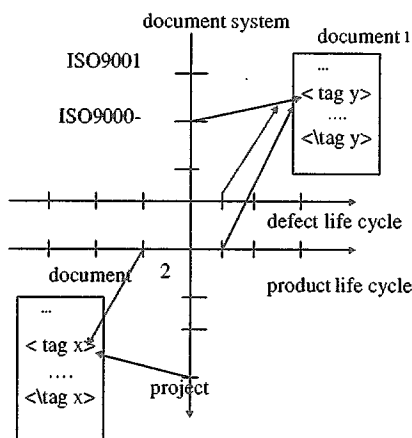 document system
document 1
ISO9001
...
< tag y>
ISO9000-
....
<\tag y>
defect life cycle
document 2
product life cycle
...
< tag x>
....
<\tag x>
project